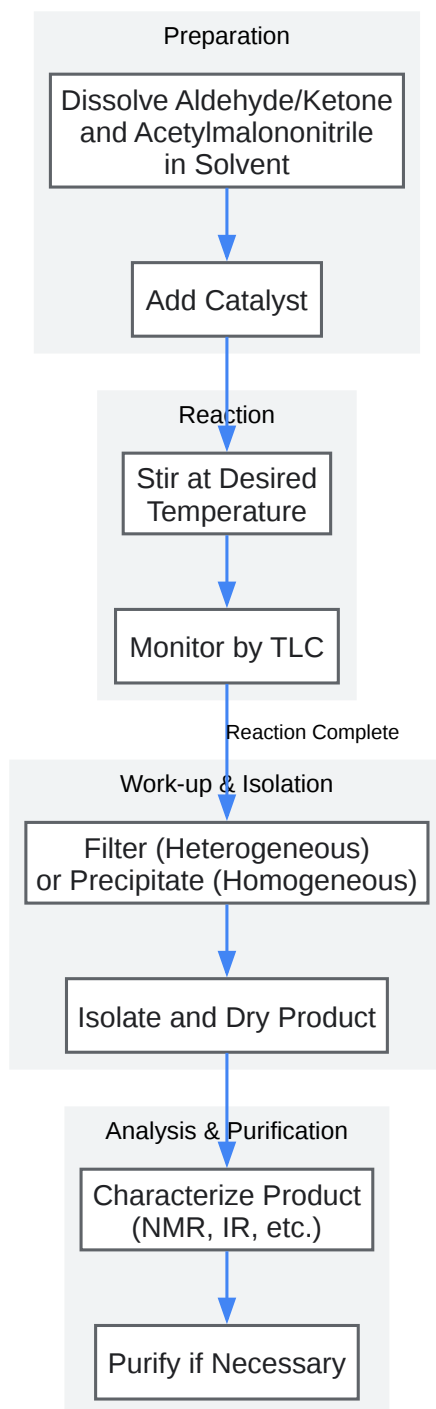 Preparation
Dissolve Aldehyde/Ketone
and Acetylmalononitrile
in Solvent
Add Catalyst
Reaction
Stir at Desired
Temperature
Monitor by TLC
Reaction Complete
Work-up & Isolation
Filter (Heterogeneous)
or Precipitate (Homogeneous)
Isolate and Dry Product
Analysis & Purification
Characterize Product
(NMR, IR, etc.)
Purify if Necessary